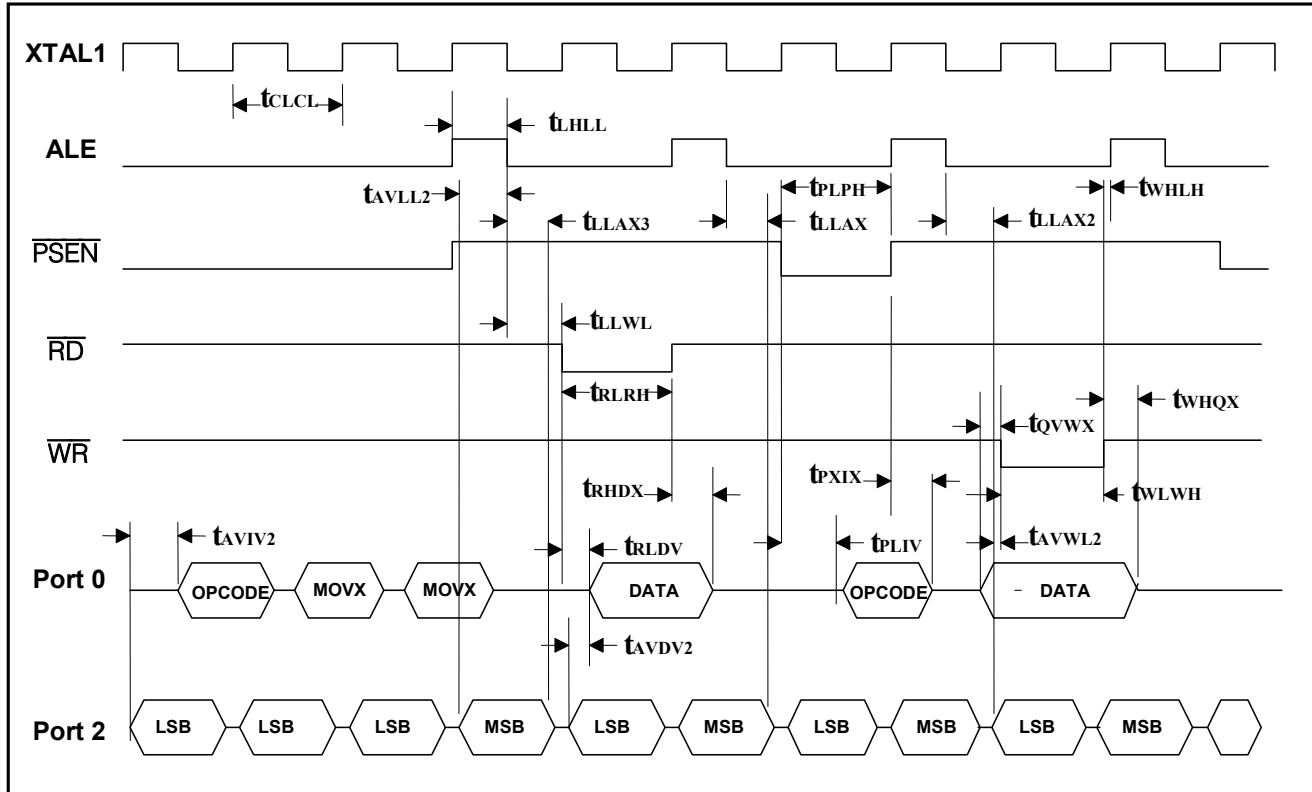 XTAL1
tCLCL
tLHLL
ALE
tAVLL2
tPLPH
tWHLH
tLLAX3
tLLAX
tLLAX2
PSEN
tLLWL
RD
tRLRH
tWHQX
tQVWX
WR
tRHDX
tPXIX
tWLWH
tAVIV2
tRLDV
tPLIV
tAVWL2
Port 0
OPCODE MOVX MOVX DATA OPCODE - DATA
tAVDV2
Port 2
LSB LSB LSB MSB LSB MSB LSB MSB LSB MSB